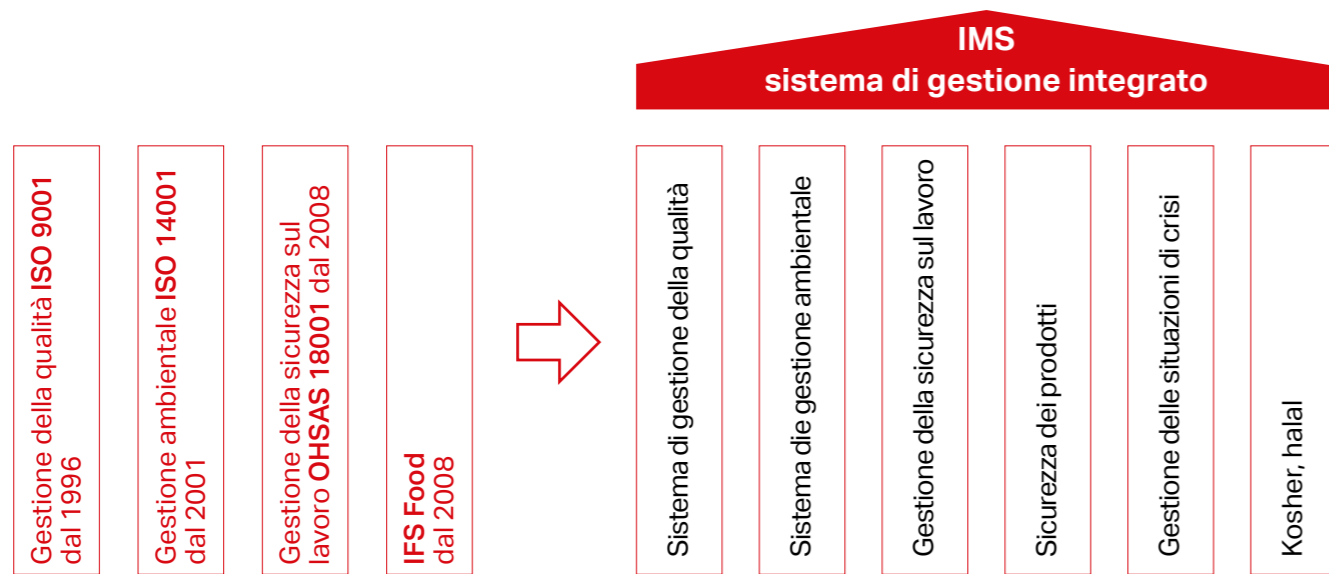 IMS
sistema di gestione integrato
Gestione della qualità ISO 9001
dal 1996
Gestione ambientale ISO 14001
dal 2001
Gestione della sicurezza sul
lavoro OHSAS 18001 dal 2008
IFS Food
dal 2008
Sistema di gestione della qualità
Sistema die gestione ambientale
Gestione della sicurezza sul lavoro
Sicurezza dei prodotti
Gestione delle situazioni di crisi
Kosher, halal